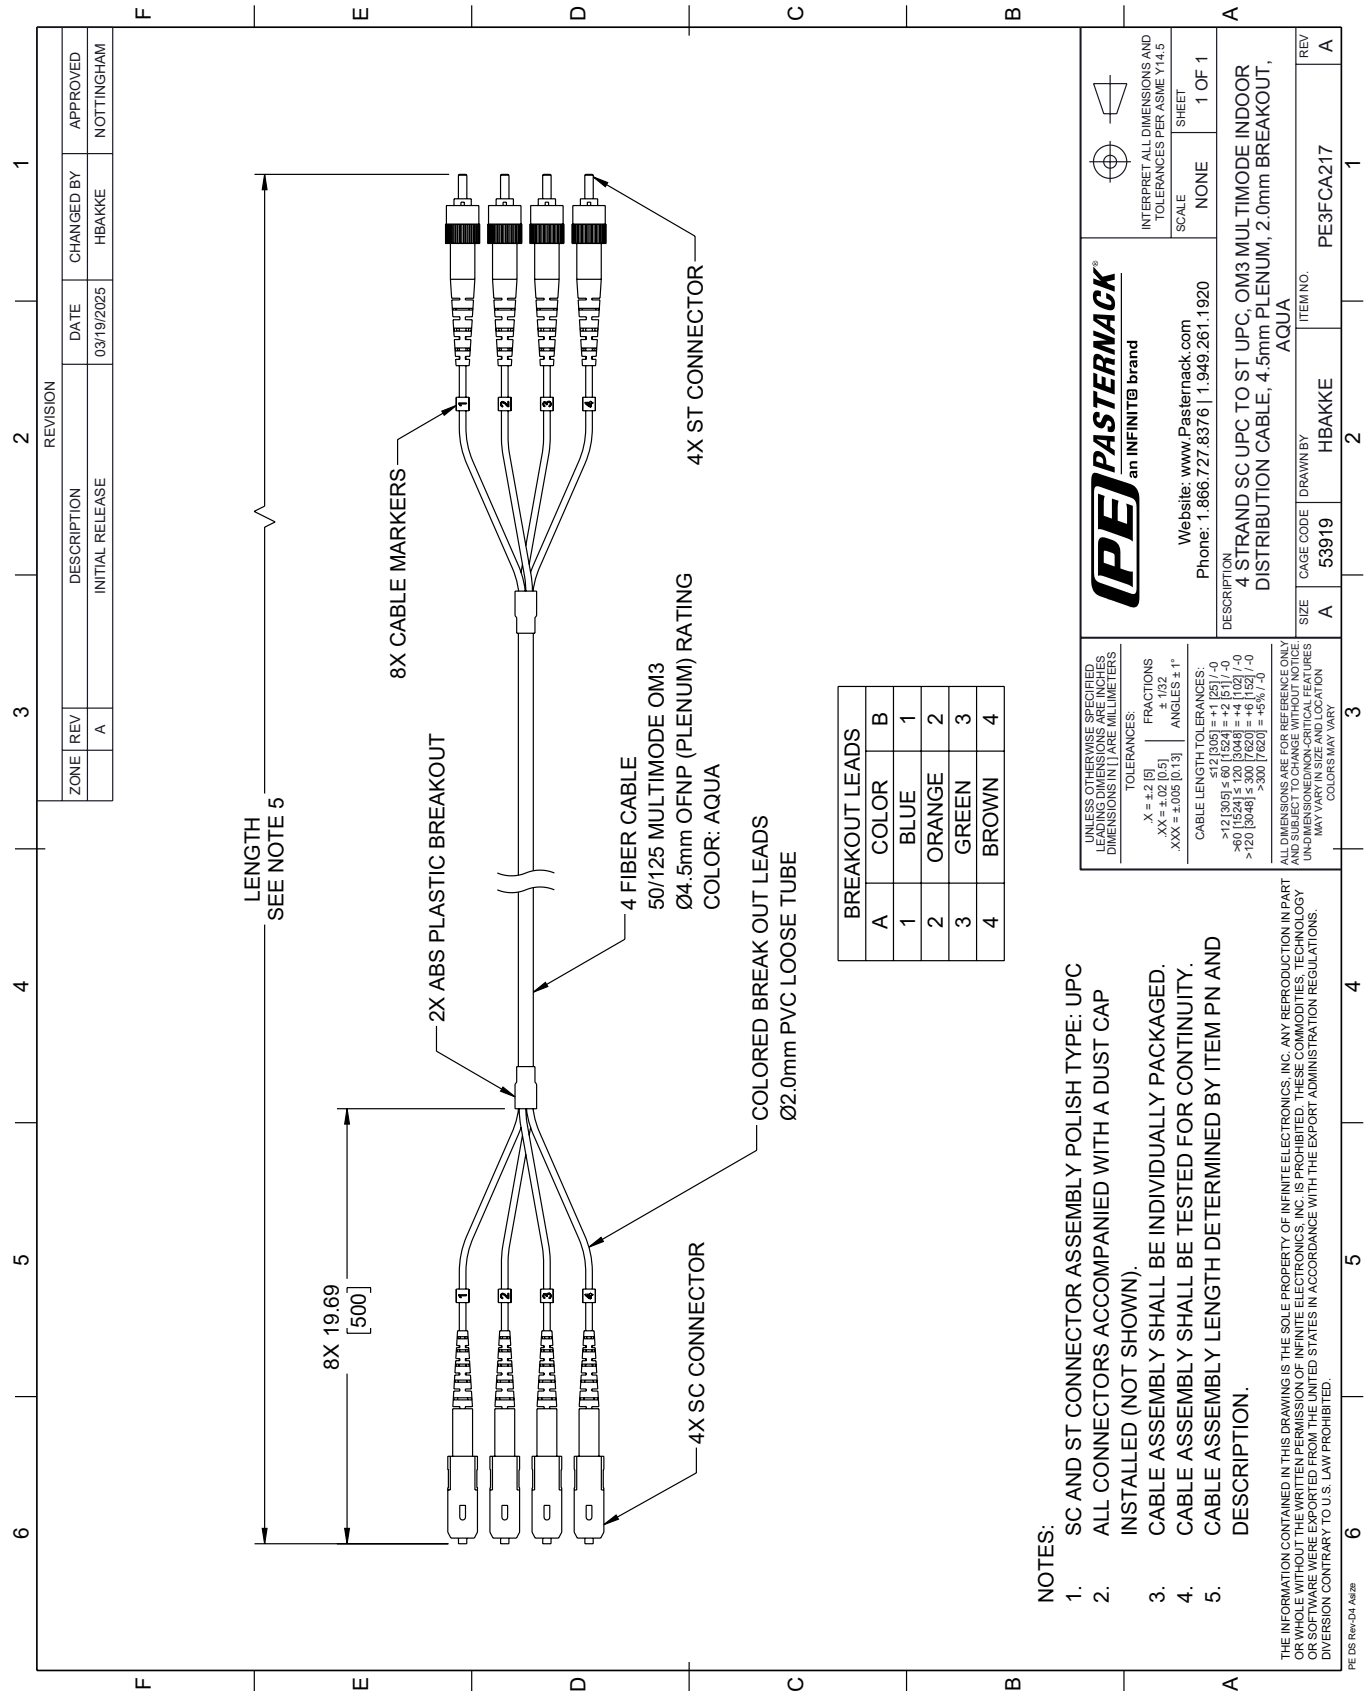 6 5 4 3 2 1
F
E
D
C
B
A
REVISION
ZONE REV DESCRIPTION DATE CHANGED BY APPROVED
A INITIAL RELEASE 03/19/2025 HBAKKE NOTTINGHAM
LENGTH
SEE NOTE 5
8X 19.69
[500]
2X ABS PLASTIC BREAKOUT
8X CABLE MARKERS
1
2
3
4
1
2
3
4
4X SC CONNECTOR
4X ST CONNECTOR
4 FIBER CABLE
50/125 MULTIMODE OM3
Ø4.5mm OFNP (PLENUM) RATING
COLOR: AQUA
COLORED BREAK OUT LEADS
Ø2.0mm PVC LOOSE TUBE
BREAKOUT LEADS
A COLOR B
1 BLUE 1
2 ORANGE 2
3 GREEN 3
4 BROWN 4
NOTES:
1. SC AND ST CONNECTOR ASSEMBLY POLISH TYPE: UPC
2. ALL CONNECTORS ACCOMPANIED WITH A DUST CAP
INSTALLED (NOT SHOWN).
3. CABLE ASSEMBLY SHALL BE INDIVIDUALLY PACKAGED.
4. CABLE ASSEMBLY SHALL BE TESTED FOR CONTINUITY.
5. CABLE ASSEMBLY LENGTH DETERMINED BY ITEM PN AND
DESCRIPTION.
THE INFORMATION CONTAINED IN THIS DRAWING IS THE SOLE PROPERTY OF INFINITE ELECTRONICS, INC. ANY REPRODUCTION IN PART
OR WHOLE WITHOUT THE WRITTEN PERMISSION OF INFINITE ELECTRONICS, INC. IS PROHIBITED. THESE COMMODITIES, TECHNOLOGY
OR SOFTWARE WERE EXPORTED FROM THE UNITED STATES IN ACCORDANCE WITH THE EXPORT ADMINISTRATION REGULATIONS.
DIVERSION CONTRARY TO U.S. LAW PROHIBITED.
UNLESS OTHERWISE SPECIFIED
LEADING DIMENSIONS ARE INCHES
DIMENSIONS IN [ ] ARE MILLIMETERS
TOLERANCES:
.X = ±.2 [5] FRACTIONS
.XX = ±.02 [0.5] ± 1/32
.XXX = ±.005 [0.13] ANGLES ± 1°
CABLE LENGTH TOLERANCES:
≤12 [305] = +1 [25] / -0
>12 [305] ≤ 60 [1524] = +2 [51] / -0
>60 [1524] ≤ 120 [3048] = +4 [102] / -0
>120 [3048] ≤ 300 [7620] = +6 [152] / -0
>300 [7620] = +5% / -0
ALL DIMENSIONS ARE FOR REFERENCE ONLY
AND SUBJECT TO CHANGE WITHOUT NOTICE.
UN-DIMENSIONED/NON-CRITICAL FEATURES
MAY VARY IN SIZE AND LOCATION
COLORS MAY VARY
PE PASTERNACK®
an INFINIT@ brand
Website: www.Pasternack.com
Phone: 1.866.727.8376 | 1.949.261.1920
INTERPRET ALL DIMENSIONS AND
TOLERANCES PER ASME Y14.5
SCALE NONE
SHEET 1 OF 1
DESCRIPTION
4 STRAND SC UPC TO ST UPC, OM3 MULTIMODE INDOOR
DISTRIBUTION CABLE, 4.5mm PLENUM, 2.0mm BREAKOUT,
AQUA
SIZE A
CAGE CODE 53919
DRAWN BY HBAKKE
ITEM NO. PE3FCA217
REV A
F
E
D
C
B
A
6 5 4 3 2 1
PE DS Rev-D4 Asize